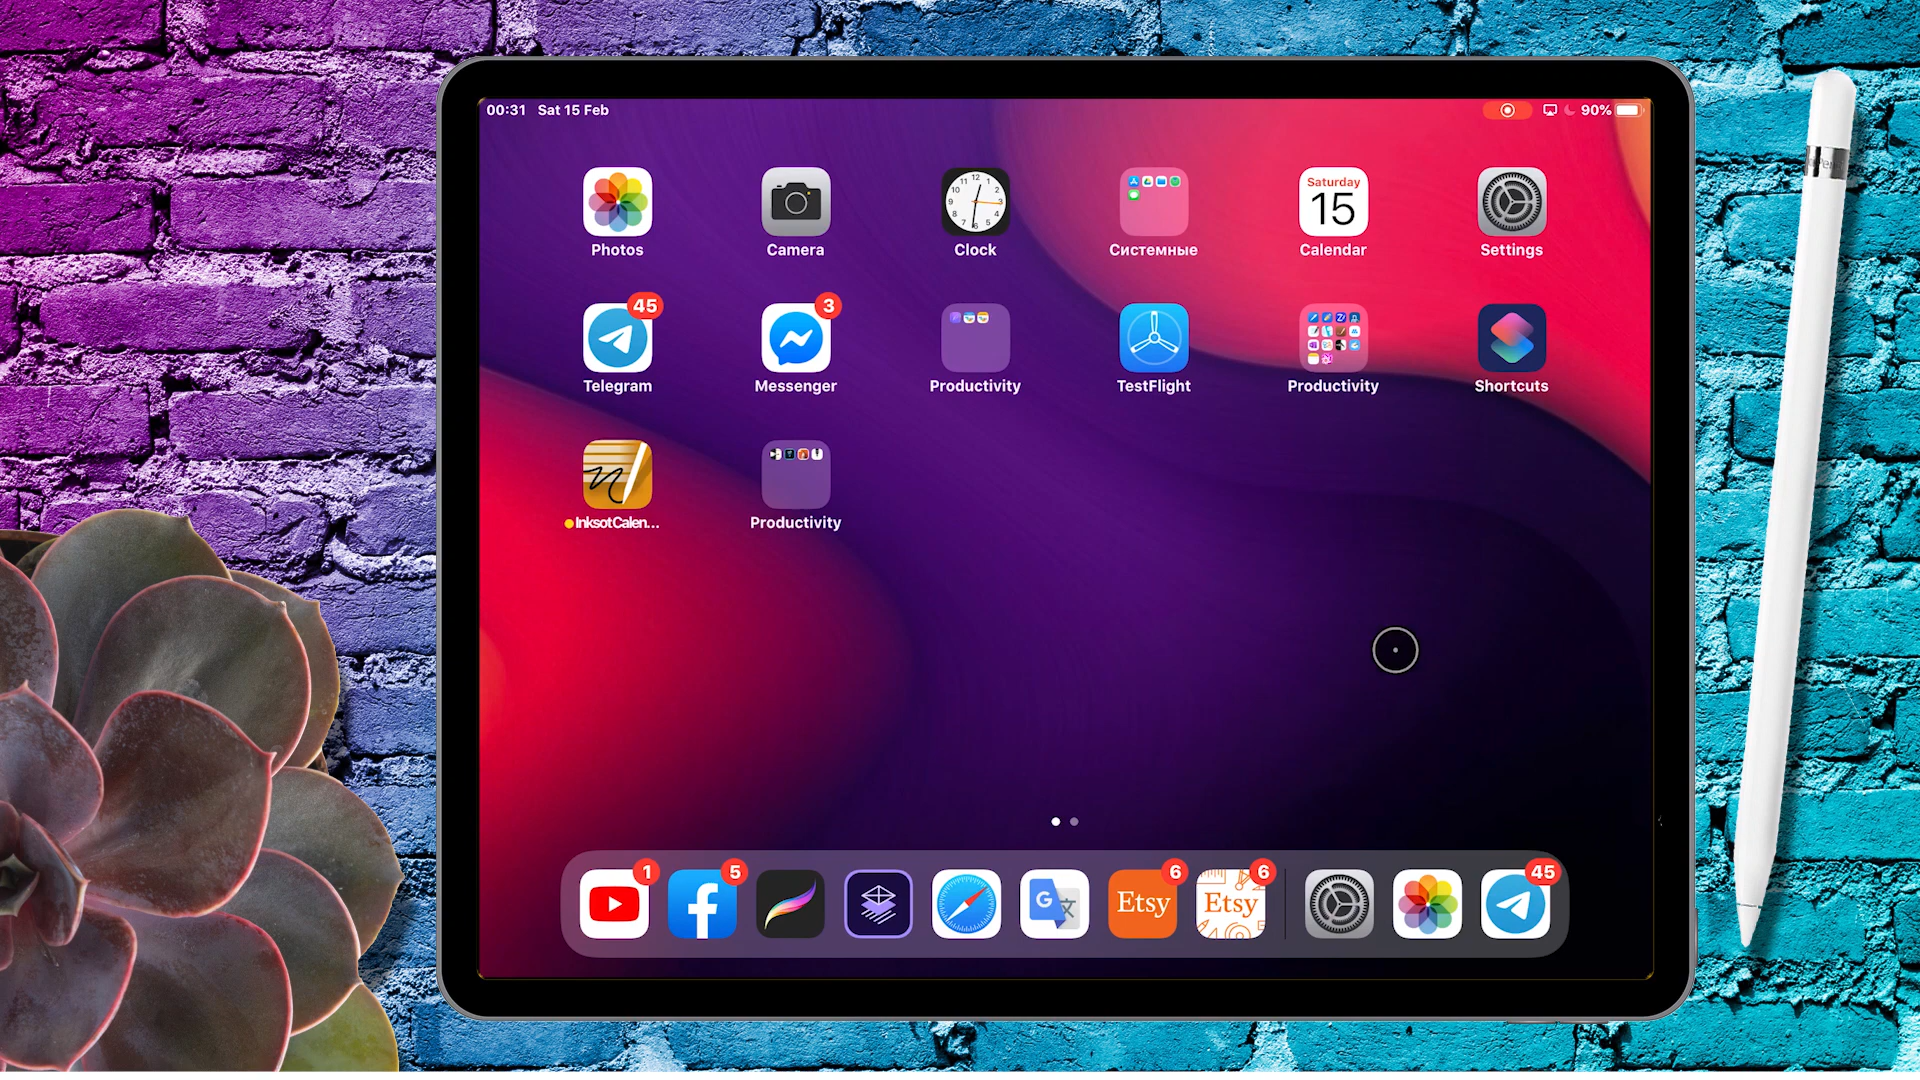 00:31 Sat 15 Feb
90%
Saturday
15
Photos
Camera
Clock
Системные
Calendar
Settings
45
3
Telegram
Messenger
Productivity
TestFlight
Productivity
Shortcuts
InksotCalen...
Productivity
1
5
6
6
45
G
Etsy
Etsy